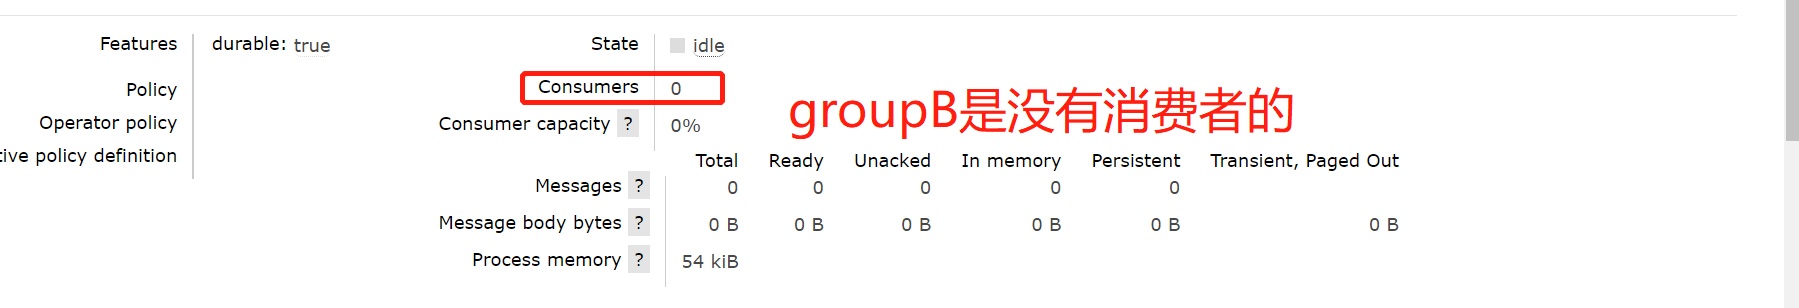 Features durable: true State idle
Policy Consumers 0
groupB是没有消费者的
Operator policy Consumer capacity ? 0%
tive policy definition
Total Ready Unacked In memory Persistent Transient, Paged Out
Messages ? 0 0 0 0 0
Message body bytes ? 0 B 0 B 0 B 0 B 0 B 0 B
Process memory ? 54 kiB